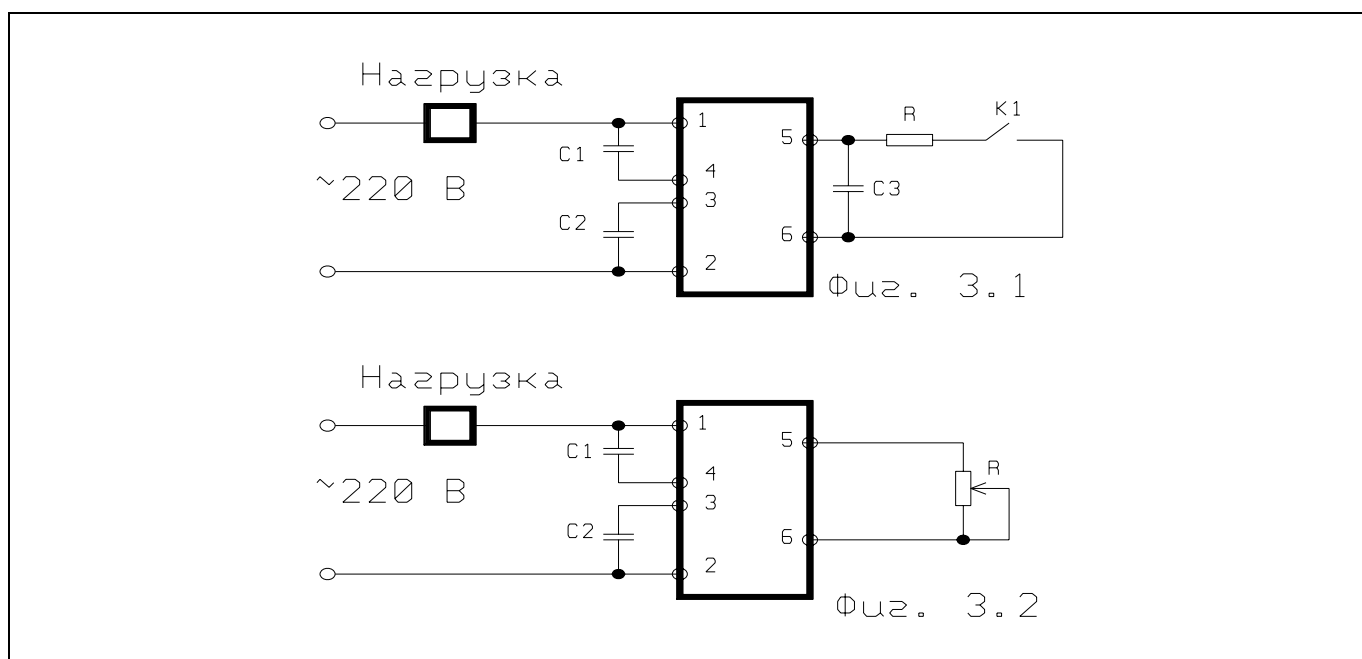 Нагрузка
~220 В
C1
C2
1
4
3
2
5
6
R
K1
C3
Фиг. 3.1
Нагрузка
~220 В
C1
C2
1
4
3
2
5
6
R
Фиг. 3.2